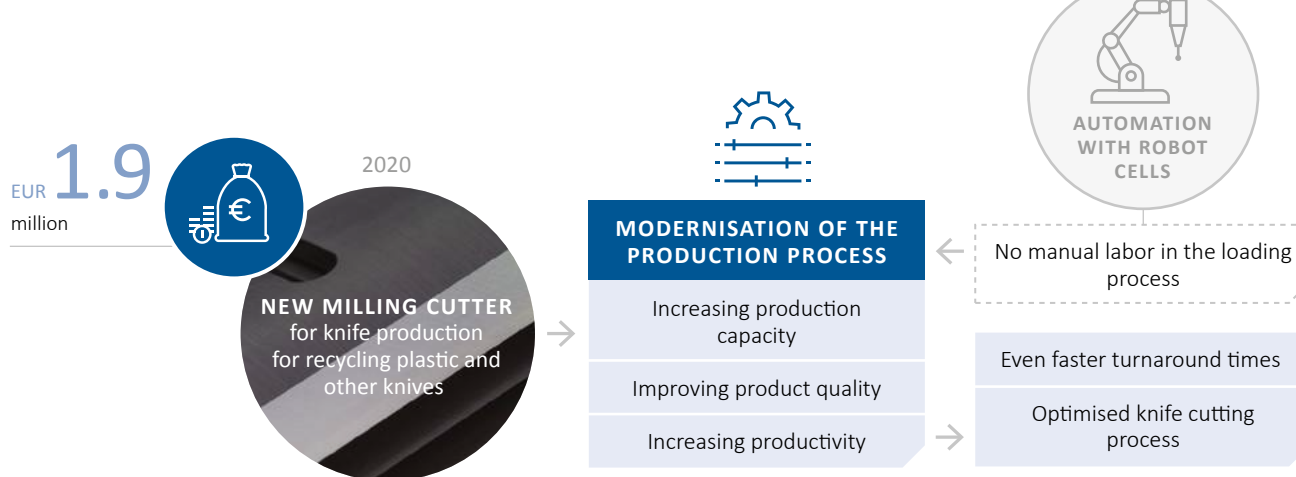 EUR 1.9
million
2020
NEW MILLING CUTTER
for knife production
for recycling plastic and
other knives
MODERNISATION OF THE
PRODUCTION PROCESS
Increasing production
capacity
Improving product quality
Increasing productivity
AUTOMATION
WITH ROBOT
CELLS
No manual labor in the loading
process
Even faster turnaround times
Optimised knife cutting
process